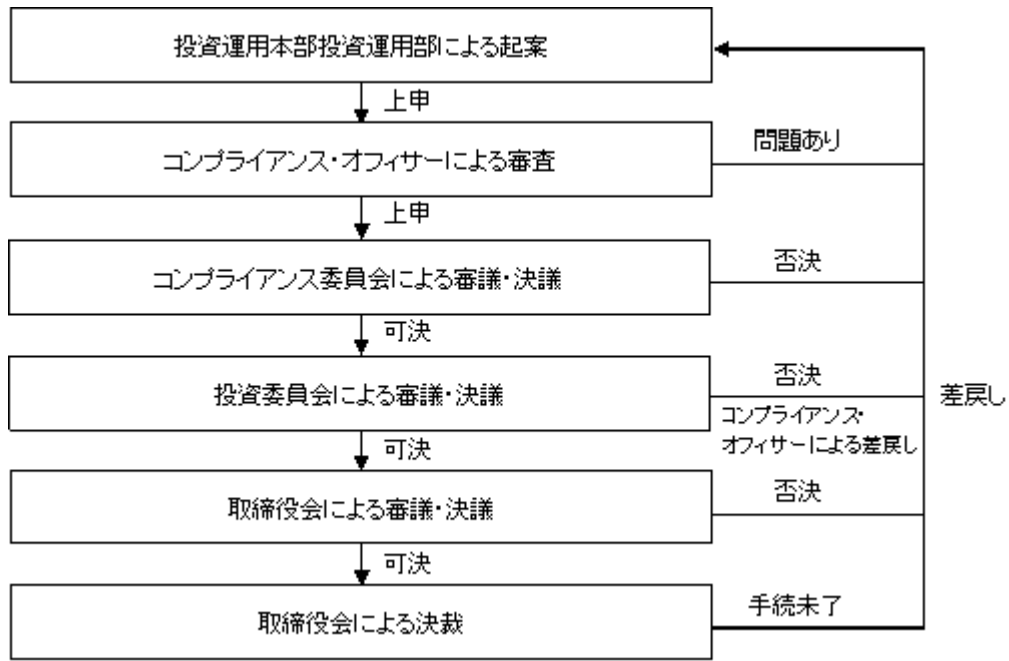 投資運用本部投資運用部による起案
上申
コンプライアンス・オフィサーによる審査
問題あり
上申
コンプライアンス委員会による審議・決議
否決
可決
投資委員会による審議・決議
否決
コンプライアンス・
オフィサーによる差戻し
差戻し
可決
取締役会による審議・決議
否決
可決
取締役会による決裁
手続未了